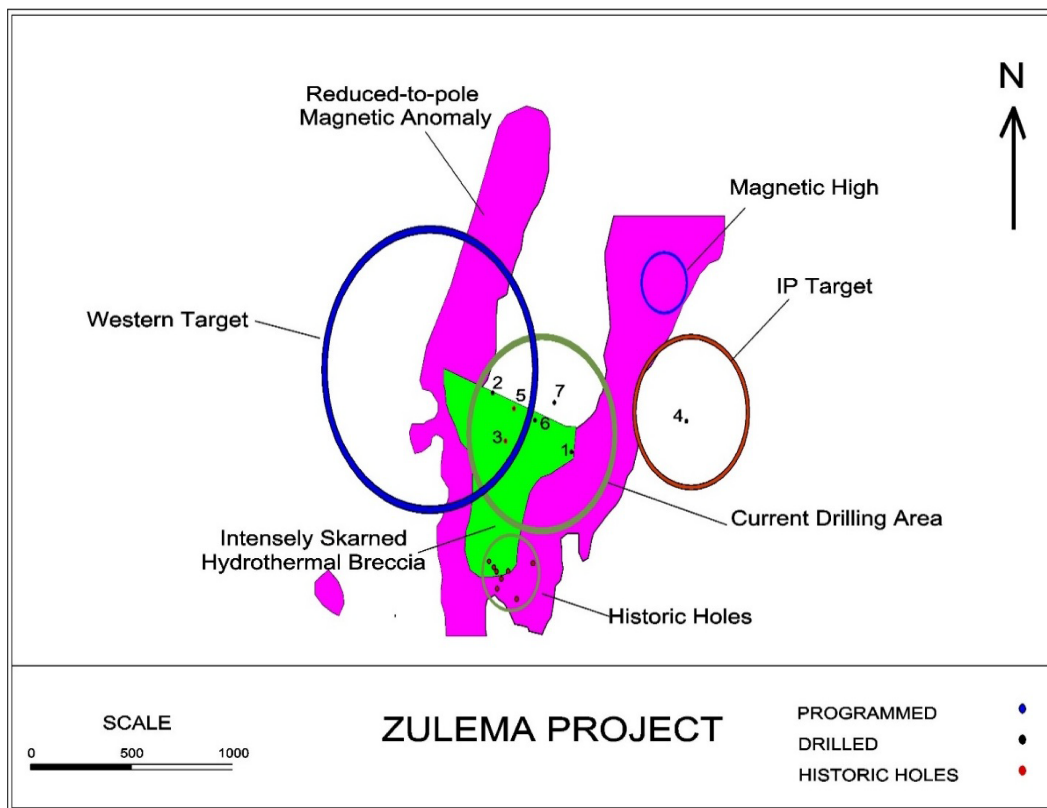 Reduced-to-pole
Magnetic Anomaly
N
Magnetic High
IP Target
Western Target
2
5
7
6
4
3
1
Current Drilling Area
Intensely Skarned
Hydrothermal Breccia
Historic Holes
SCALE
0 500 1000
ZULEMA PROJECT
PROGRAMMED
DRILLED
HISTORIC HOLES